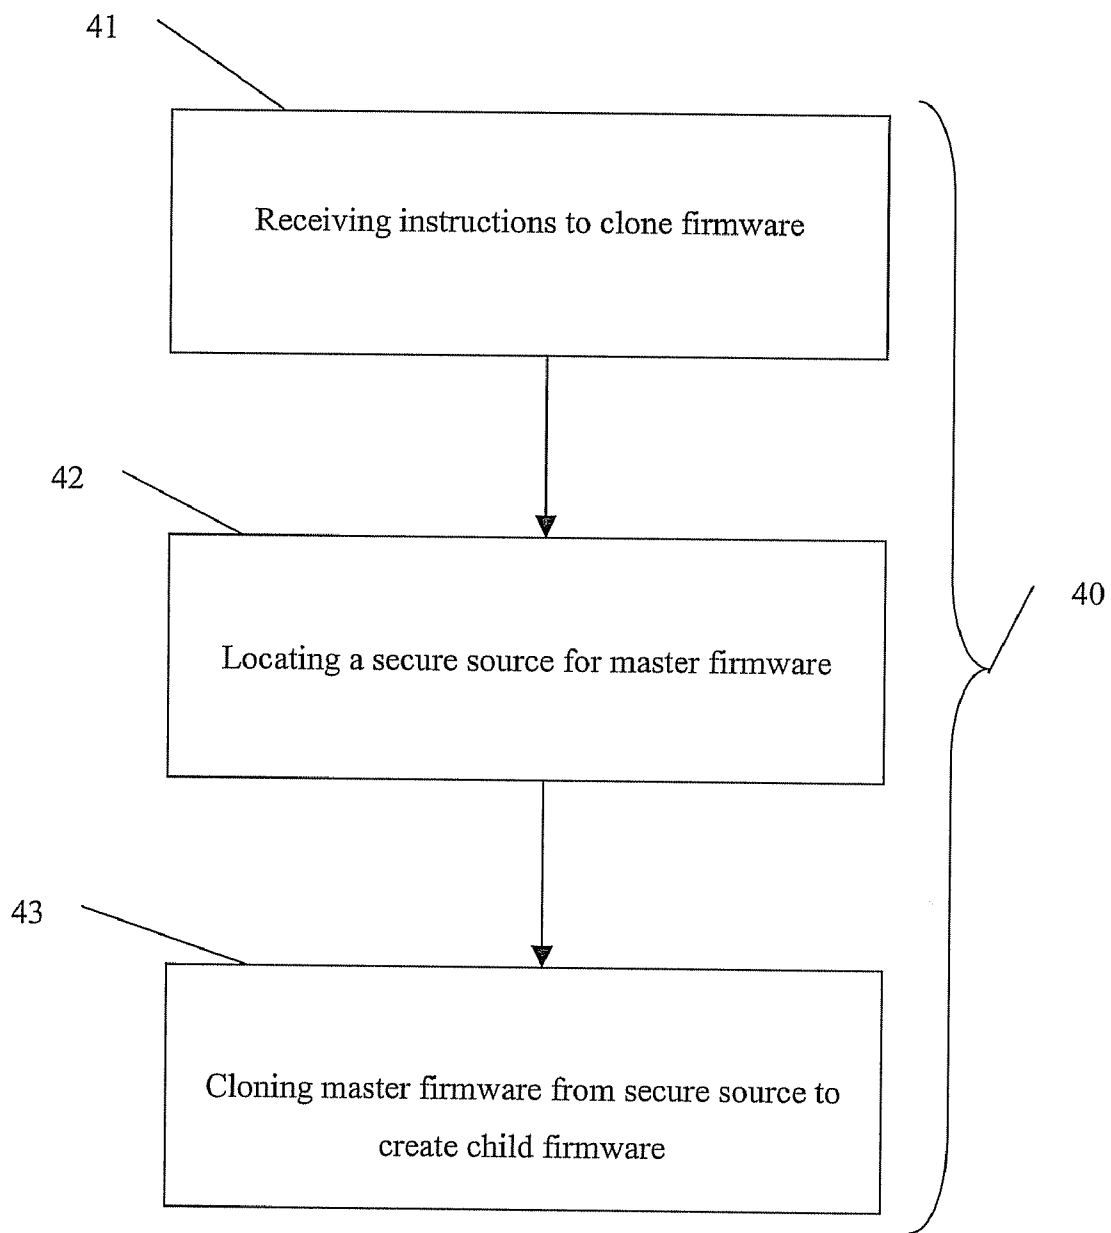 41
Receiving instructions to clone firmware
42
Locating a secure source for master firmware
40
43
Cloning master firmware from secure source to
create child firmware